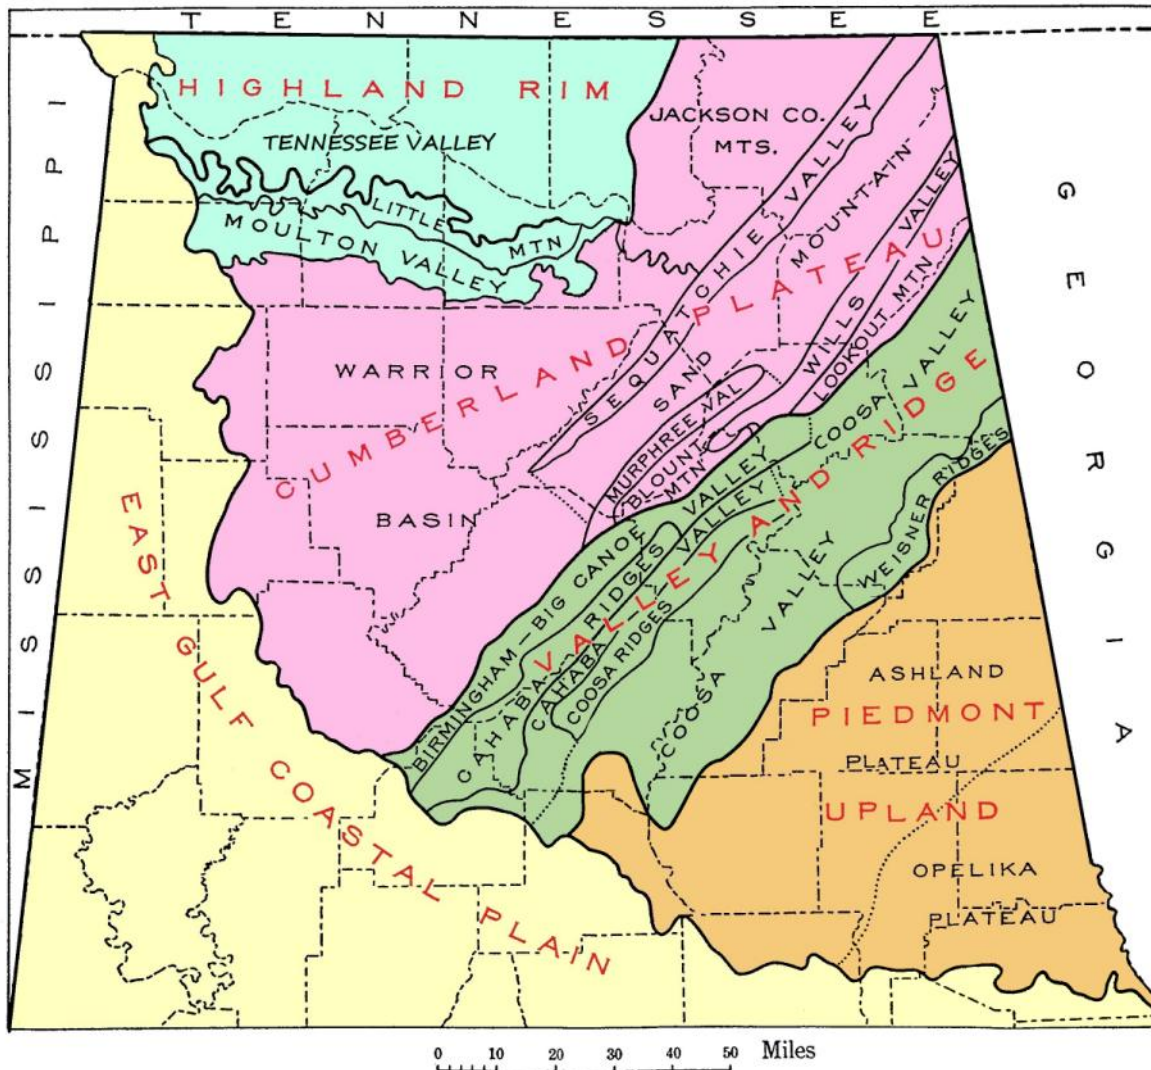 TENNESSEE
MISSISSIPPI
GEORGIA
HIGHLAND RIM
TENNESSEE VALLEY
LITTLE MTN
MOULTON VALLEY
JACKSON CO.
MTS.
CUMBERLAND PLATEAU
WARRIOR
BASIN
SEQUATCHIE VALLEY
SAND MOUNTAIN
MURPHREE VAL
BLOUNT
MTN
WILLS VALLEY
LOOKOUT MTN
VALLEY AND RIDGE
BIRMINGHAM-BIG CANOE VALLEY
CAHABA RIDGES
CAHABA VALLEY
COOSA RIDGES
COOSA VALLEY
COOSA VALLEY
WEISNER RIDGES
EAST GULF COASTAL PLAIN
ASHLAND
PIEDMONT
PLATEAU
UPLAND
OPELIKA
PLATEAU
0 10 20 30 40 50 Miles